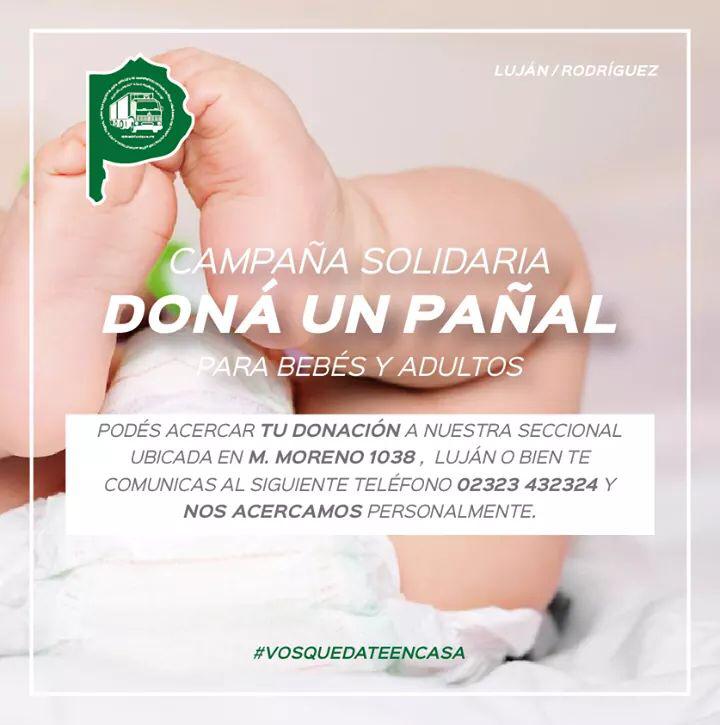 LUJÁN / RODRÍGUEZ
CAMPAÑA SOLIDARIA
DONÁ UN PAÑAL
PARA BEBÉS Y ADULTOS
PODÉS ACERCAR TU DONACIÓN A NUESTRA SECCIONAL
UBICADA EN M. MORENO 1038 , LUJÁN O BIEN TE
COMUNICAS AL SIGUIENTE TELÉFONO 02323 432324 Y
NOS ACERCAMOS PERSONALMENTE.
#VOSQUEDATEENCASA